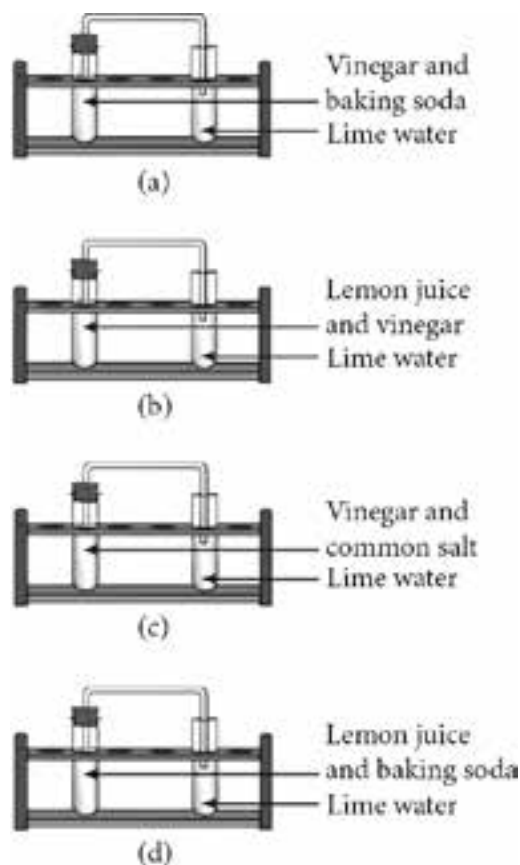 Vinegar and
baking soda
Lime water
(a)
Lemon juice
and vinegar
Lime water
(b)
Vinegar and
common salt
Lime water
(c)
Lemon juice
and baking soda
Lime water
(d)